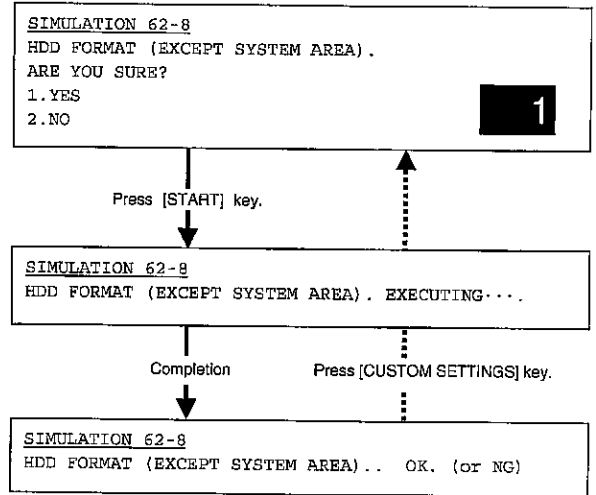 SIMULATION 62-8
HDD FORMAT (EXCEPT SYSTEM AREA).
ARE YOU SURE?
1.YES
2.NO
1
Press [START] key.
SIMULATION 62-8
HDD FORMAT (EXCEPT SYSTEM AREA). EXECUTING····.
Completion
Press [CUSTOM SETTINGS] key.
SIMULATION 62-8
HDD FORMAT (EXCEPT SYSTEM AREA).. OK. (or NG)